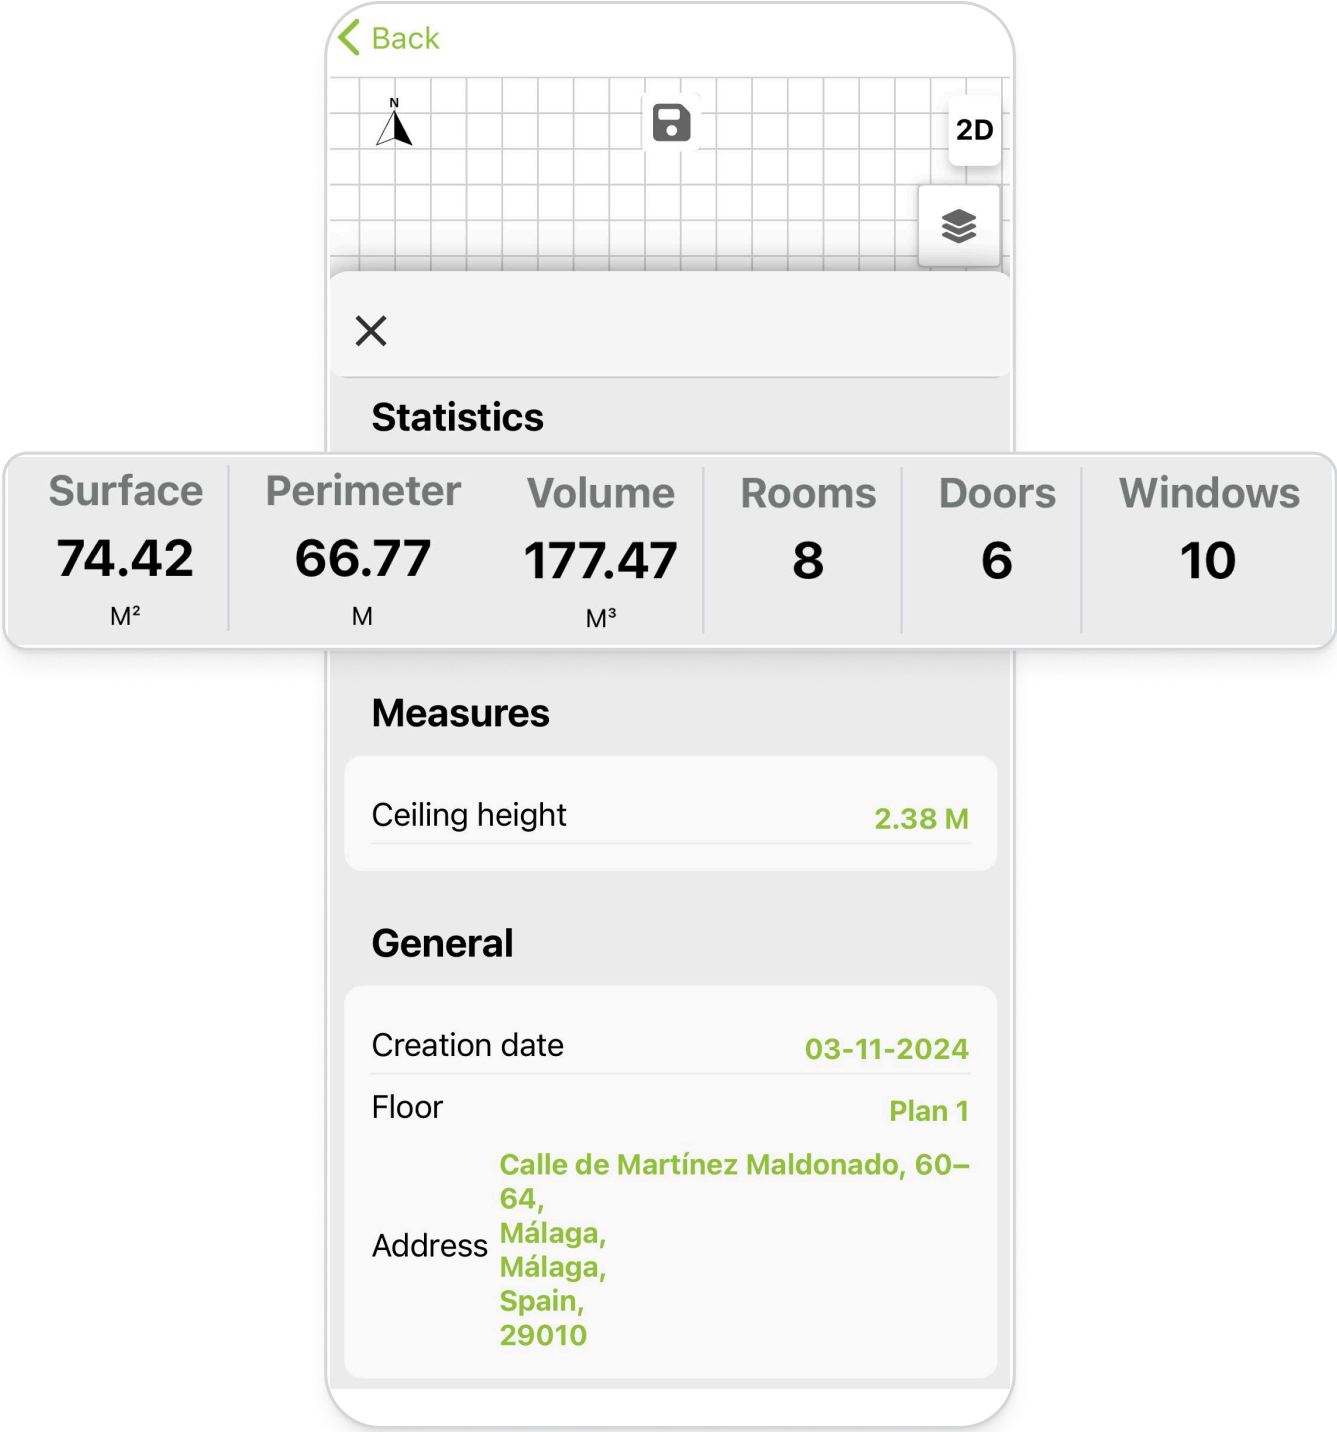 Back
N
2D
Statistics
Surface Perimeter Volume Rooms Doors Windows
74.42 66.77 177.47 8 6 10
M² M M³
Measures
Ceiling height 2.38 M
General
Creation date 03-11-2024
Floor Plan 1
Calle de Martínez Maldonado, 60–
64,
Málaga,
Address
Málaga,
Spain,
29010